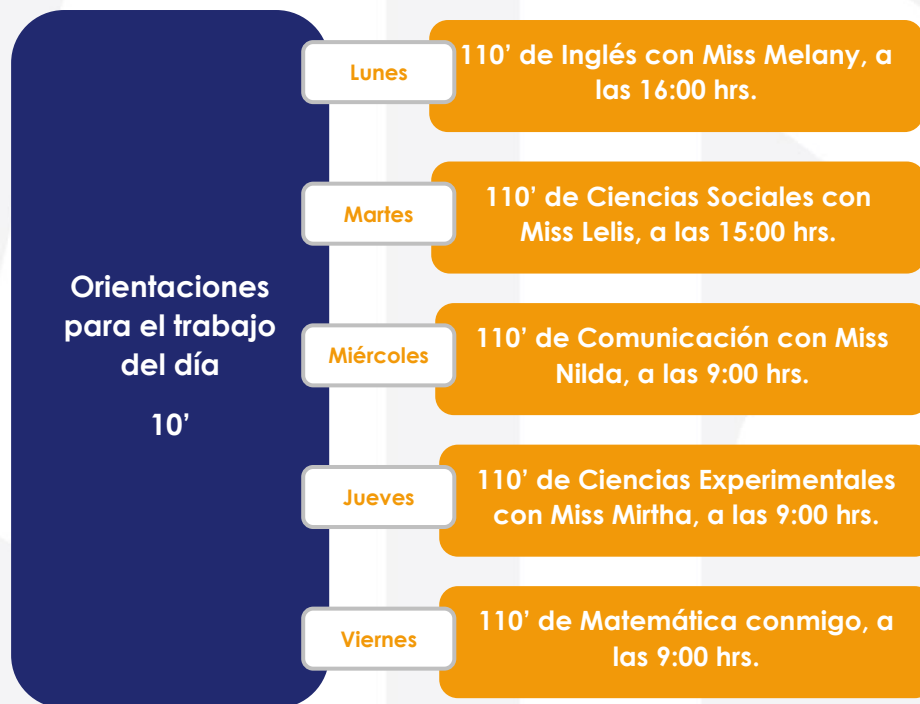 Orientaciones
para el trabajo
del día
10’
Lunes
110’ de Inglés con Miss Melany, a
las 16:00 hrs.
Martes
110’ de Ciencias Sociales con
Miss Lelis, a las 15:00 hrs.
Miércoles
110’ de Comunicación con Miss
Nilda, a las 9:00 hrs.
Jueves
110’ de Ciencias Experimentales
con Miss Mirtha, a las 9:00 hrs.
Viernes
110’ de Matemática conmigo, a
las 9:00 hrs.